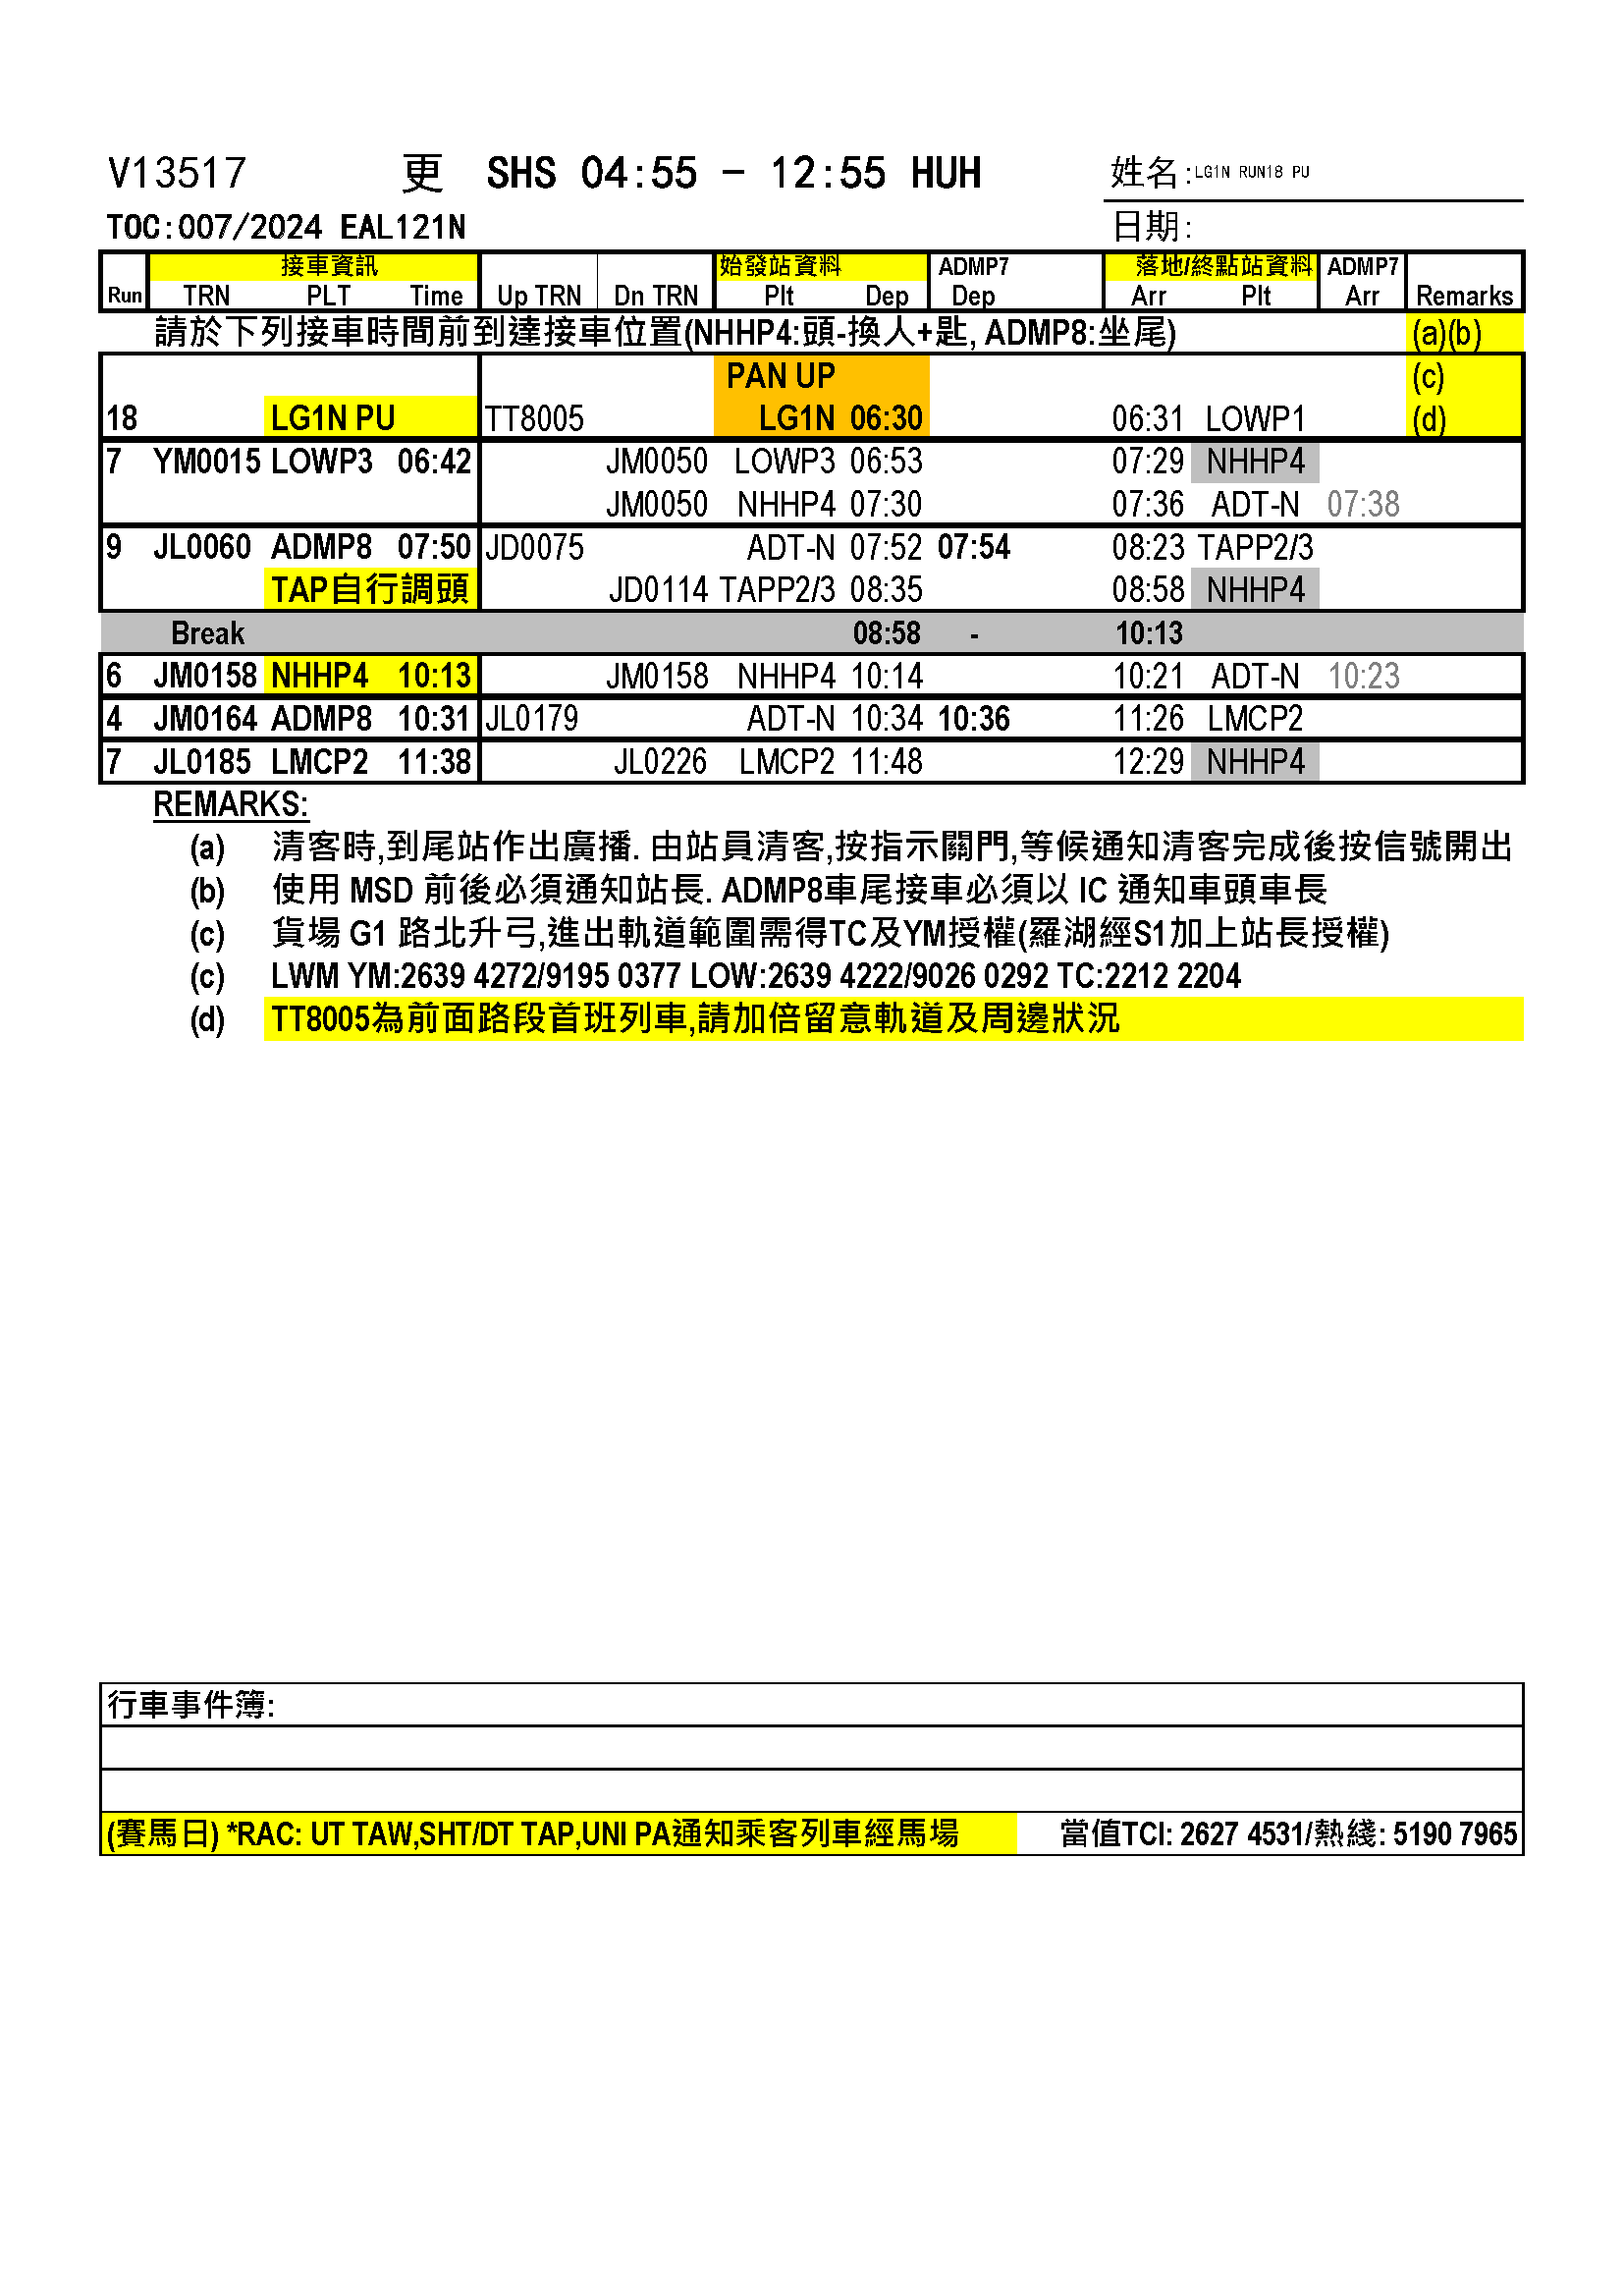 V13517 更 SHS 04:55 - 12:55 HUH 姓名:LG1N RUN18 PU
TOC:007/2024 EAL121N 日期:
接車資訊 始發站資料 ADMP7 落地/終點站資料 ADMP7
Run TRN PLT Time Up TRN Dn TRN Plt Dep Dep Arr Plt Arr Remarks
請於下列接車時間前到達接車位置(NHHP4:頭-換人+匙, ADMP8:坐尾) (a)(b)
PAN UP (c)
18 LG1N PU TT8005 LG1N 06:30 06:31 LOWP1 (d)
7 YM0015 LOWP3 06:42 JM0050 LOWP3 06:53 07:29 NHHP4
JM0050 NHHP4 07:30 07:36 ADT-N 07:38
9 JL0060 ADMP8 07:50 JD0075 ADT-N 07:52 07:54 08:23 TAPP2/3
TAP自行調頭 JD0114 TAPP2/3 08:35 08:58 NHHP4
Break 08:58 - 10:13
6 JM0158 NHHP4 10:13 JM0158 NHHP4 10:14 10:21 ADT-N 10:23
4 JM0164 ADMP8 10:31 JL0179 ADT-N 10:34 10:36 11:26 LMCP2
7 JL0185 LMCP2 11:38 JL0226 LMCP2 11:48 12:29 NHHP4
REMARKS:
(a) 清客時,到尾站作出廣播. 由站員清客,按指示關門,等候通知清客完成後按信號開出
(b) 使用 MSD 前後必須通知站長. ADMP8車尾接車必須以 IC 通知車頭車長
(c) 貨場 G1 路北升弓,進出軌道範圍需得TC及YM授權(羅湖經S1加上站長授權)
(c) LWM YM:2639 4272/9195 0377 LOW:2639 4222/9026 0292 TC:2212 2204
(d) TT8005為前面路段首班列車,請加倍留意軌道及周邊狀況
行車事件簿:
(賽馬日) *RAC: UT TAW,SHT/DT TAP,UNI PA通知乘客列車經馬場 當值TCI: 2627 4531/熱綫: 5190 7965